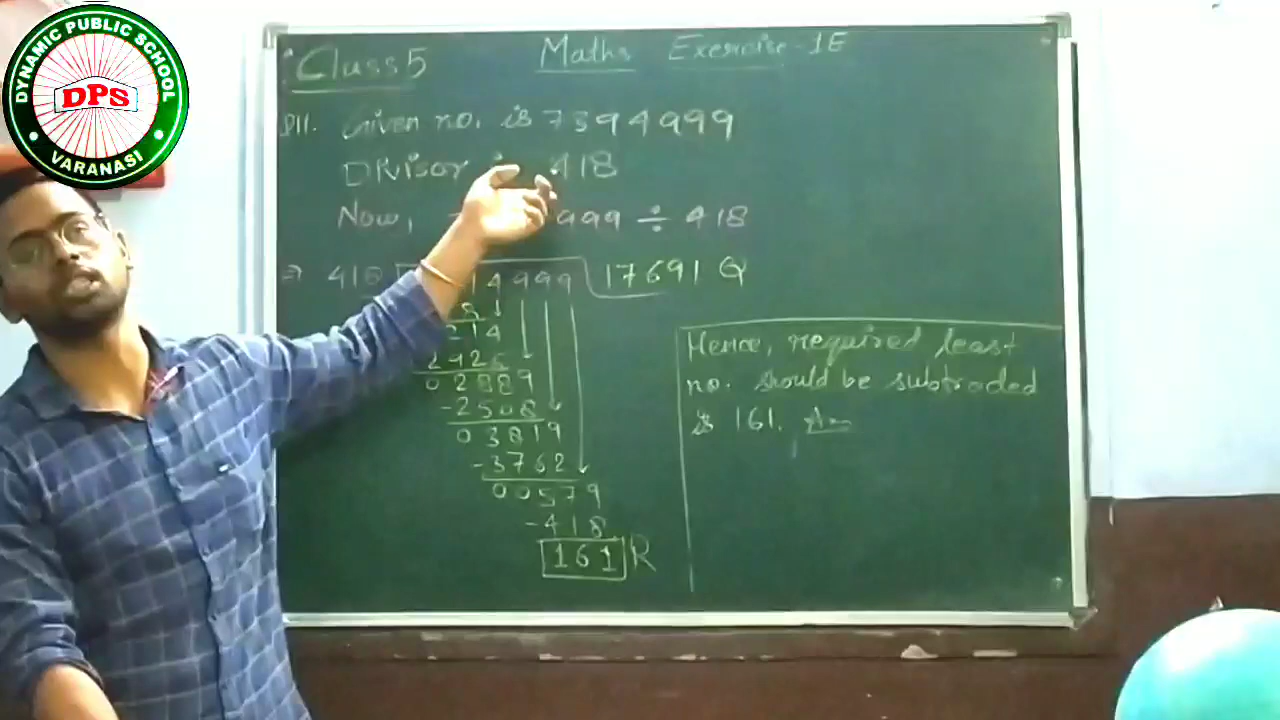 DYNAMIC PUBLIC SCHOOL
DPS
VARANASI
Class 5
Maths Exercise-1E
Given no. is 7394999
Divisor 418
Now, 999 ÷ 418
⇒ 418 14999 17691 Q
8
214
2926
02889
-2508
03819
-3762
00579
-418
161 R
Hence, required least
no. should be subtracted
is 161. Ans